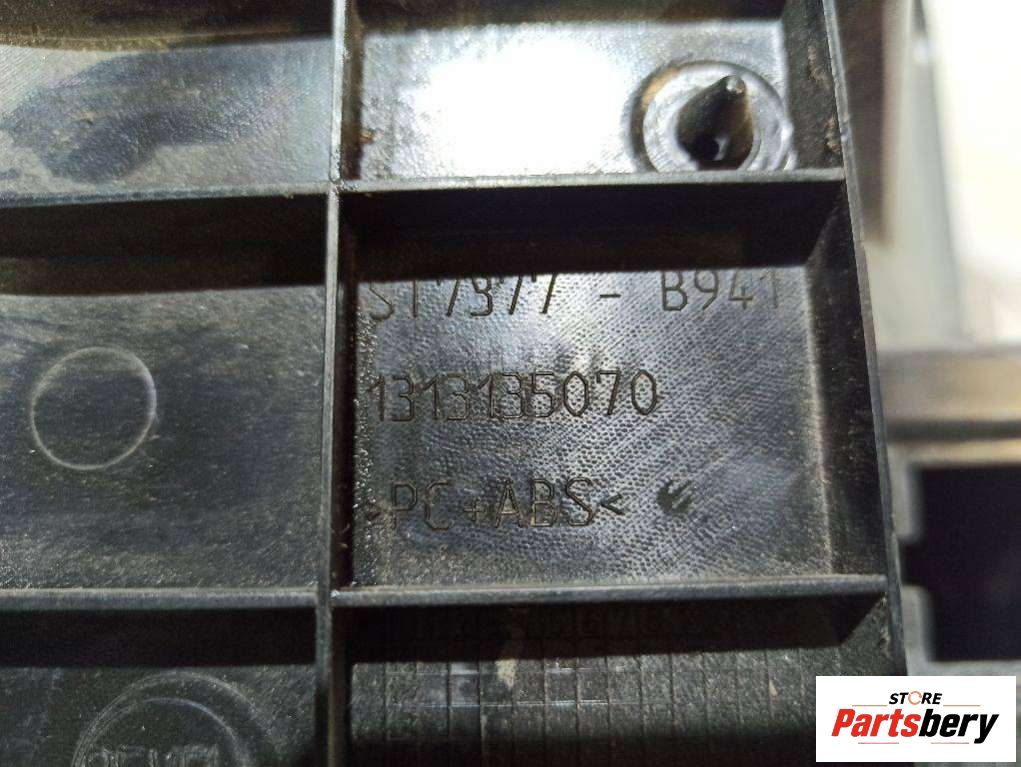 ST7377 - B941
1313135070
>PC+ABS<
STORE
Partsbery